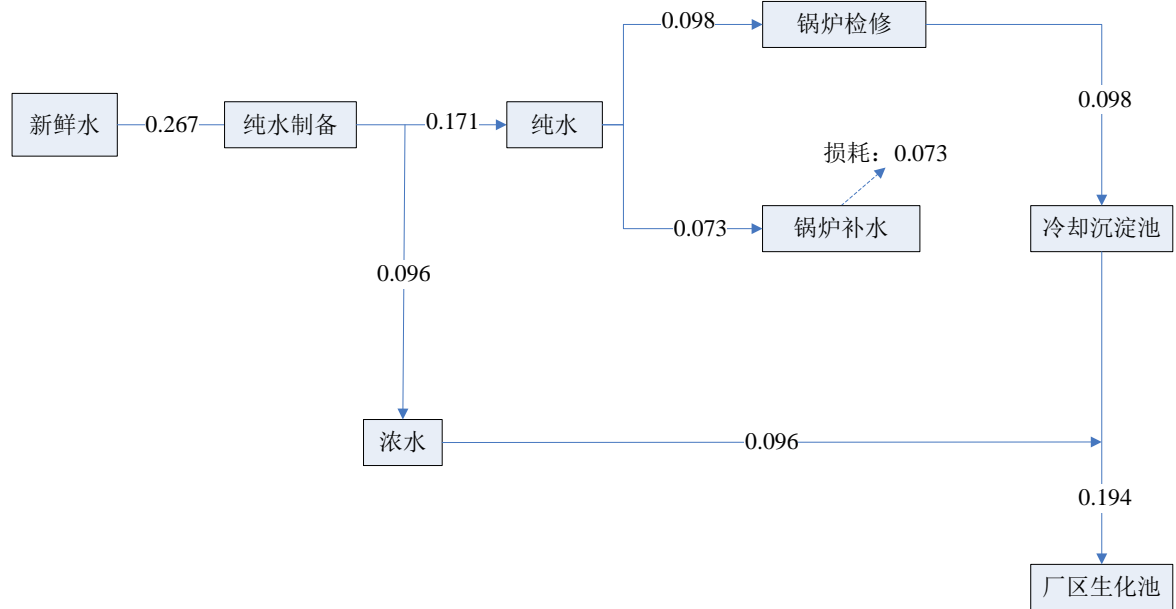 0.098
锅炉检修
新鲜水
0.267
纯水制备
0.171
纯水
0.098
损耗：0.073
0.073
锅炉补水
冷却沉淀池
0.096
浓水
0.096
0.194
厂区生化池